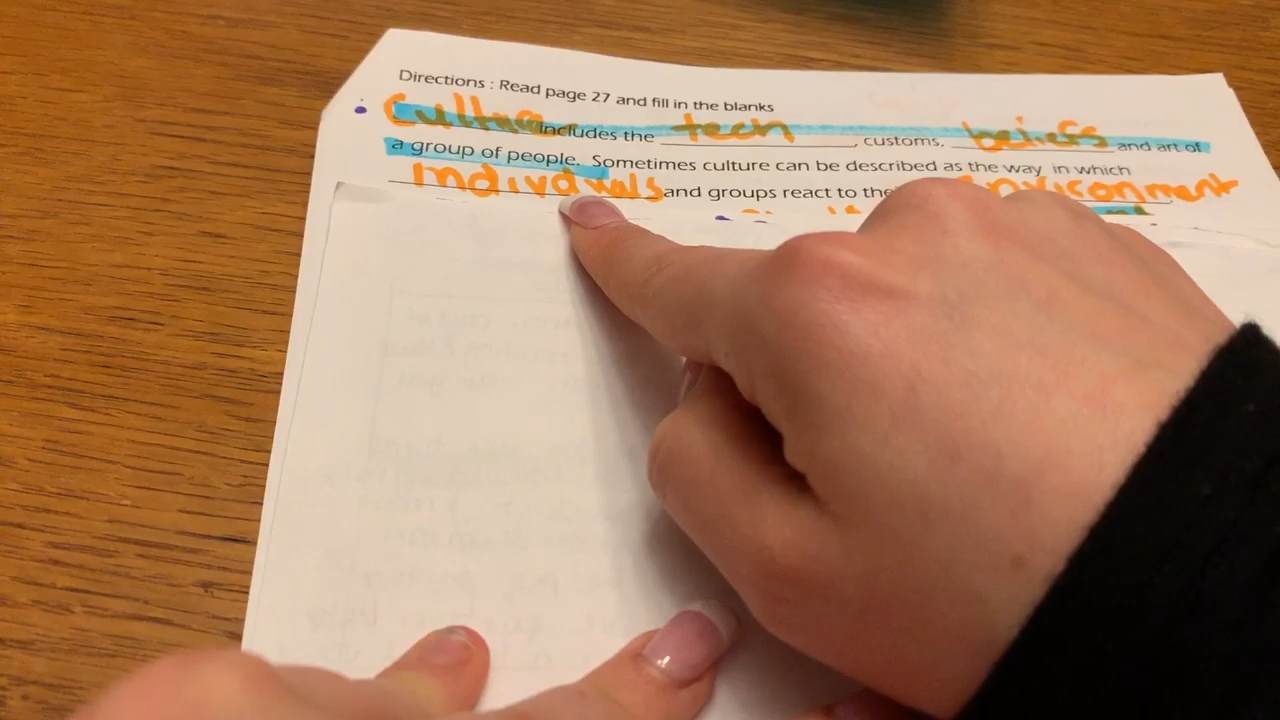 Directions : Read page 27 and fill in the blanks
Culture includes the tech, customs, beliefs and art of
a group of people. Sometimes culture can be described as the way in which
Individuals and groups react to the environment